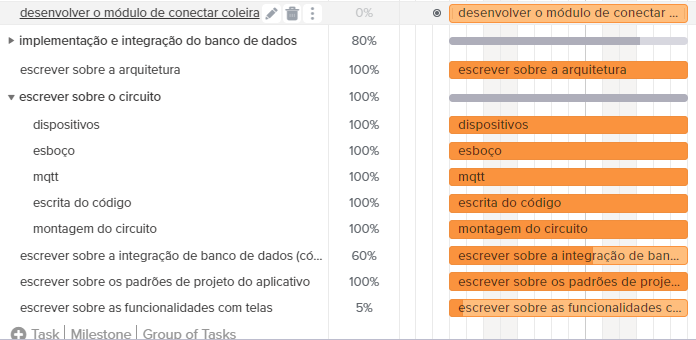 desenvolver o módulo de conectar coleira 0% desenvolver o módulo de conectar ...
implementação e integração do banco de dados 80%
escrever sobre a arquitetura 100% escrever sobre a arquitetura
escrever sobre o circuito 100%
dispositivos 100% dispositivos
esboço 100% esboço
mqtt 100% mqtt
escrita do código 100% escrita do código
montagem do circuito 100% montagem do circuito
escrever sobre a integração de banco de dados (có... 60% escrever sobre a integração de ban...
escrever sobre os padrões de projeto do aplicativo 100% escrever sobre os padrões de proje...
escrever sobre as funcionalidades com telas 5% escrever sobre as funcionalidades c...
Task | Milestone | Group of Tasks